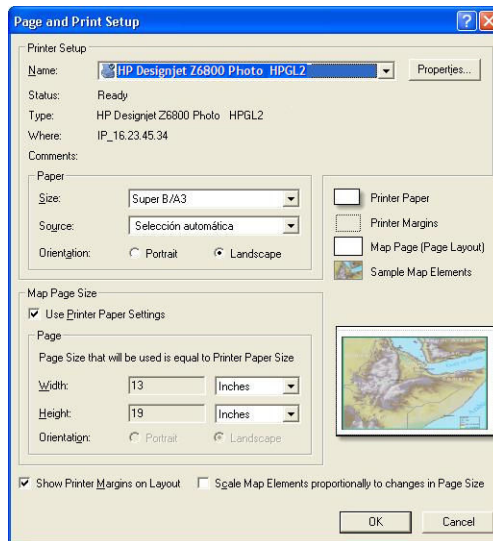 Page and Print Setup
Printer Setup
Name: HP Designjet Z6800 Photo HPGL2 Properties...
Status: Ready
Type: HP Designjet Z6800 Photo HPGL2
Where: IP_16.23.45.34
Comments:
Paper
Size: Super B/A3
Source: Selección automática
Orientation: Portrait Landscape
Printer Paper
Printer Margins
Map Page (Page Layout)
Sample Map Elements
Map Page Size
Use Printer Paper Settings
Page
Page Size that will be used is equal to Printer Paper Size
Width: 13 Inches
Height: 19 Inches
Orientation: Portrait Landscape
Show Printer Margins on Layout Scale Map Elements proportionally to changes in Page Size
OK Cancel